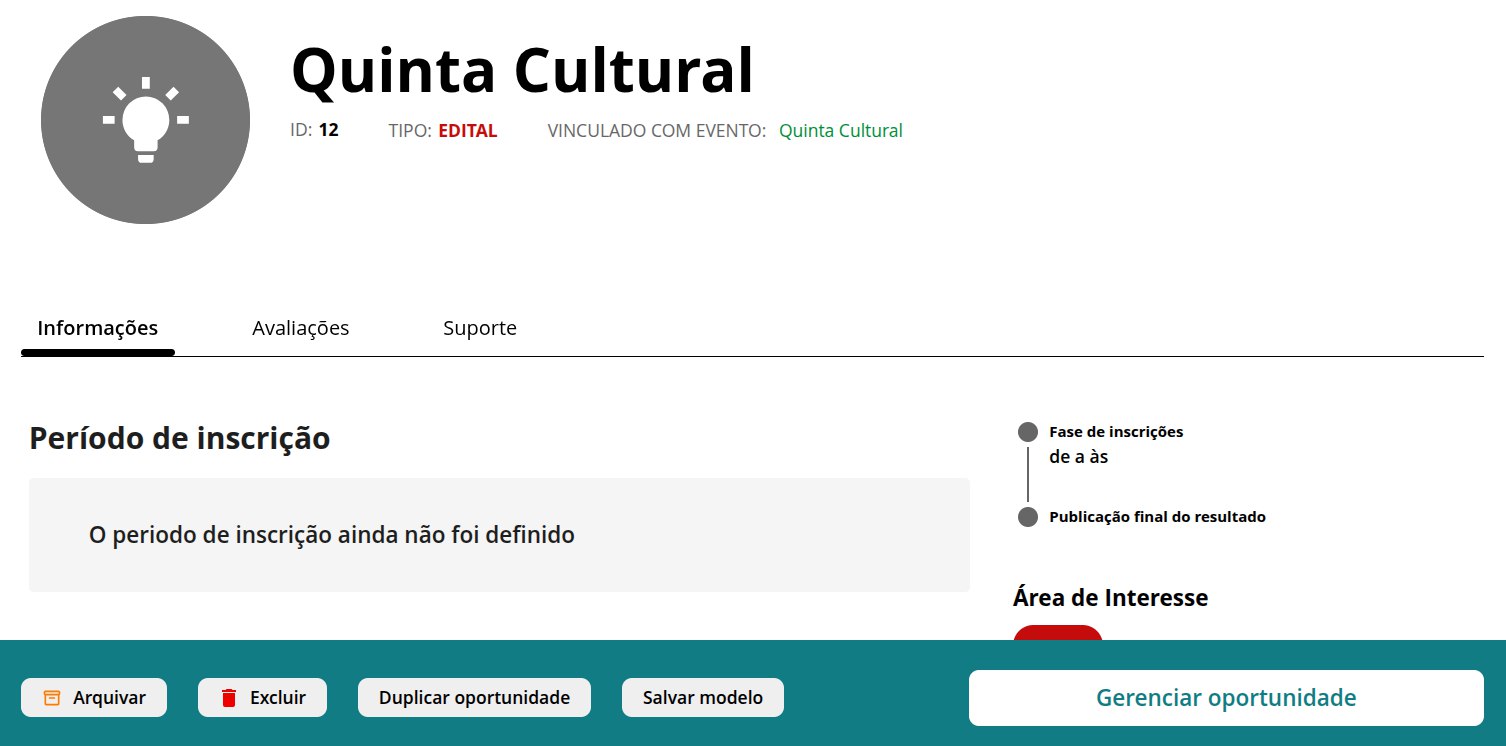 Quinta Cultural
ID: 12 TIPO: EDITAL VINCULADO COM EVENTO: Quinta Cultural
Informações Avaliações Suporte
Período de inscrição
O periodo de inscrição ainda não foi definido
Fase de inscrições
de a às
Publicação final do resultado
Área de Interesse
Arquivar Excluir Duplicar oportunidade Salvar modelo Gerenciar oportunidade